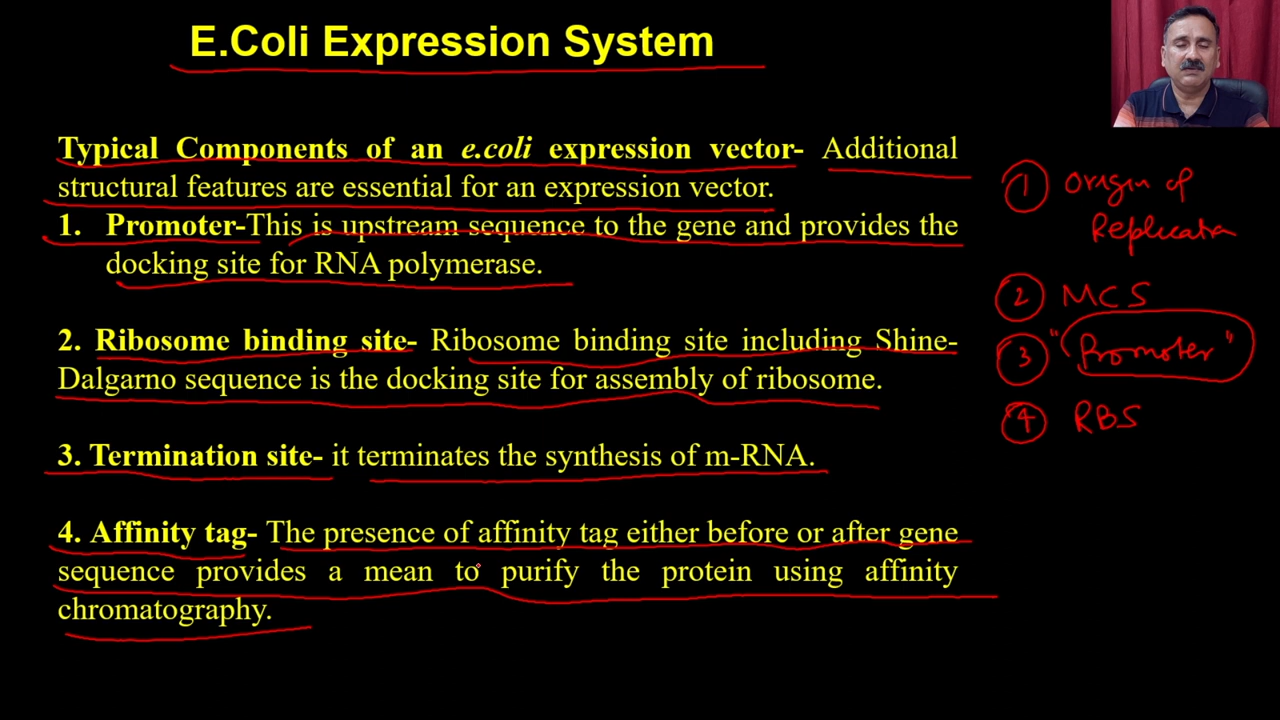 E.Coli Expression System
Typical Components of an e.coli expression vector- Additional
structural features are essential for an expression vector.
1. Promoter-This is upstream sequence to the gene and provides the
docking site for RNA polymerase.
2. Ribosome binding site- Ribosome binding site including Shine-
Dalgarno sequence is the docking site for assembly of ribosome.
3. Termination site- it terminates the synthesis of m-RNA.
4. Affinity tag- The presence of affinity tag either before or after gene
sequence provides a mean to purify the protein using affinity
chromatography.
1 Origin of
Replication
2 MCS
3 "Promoter"
4 RBS